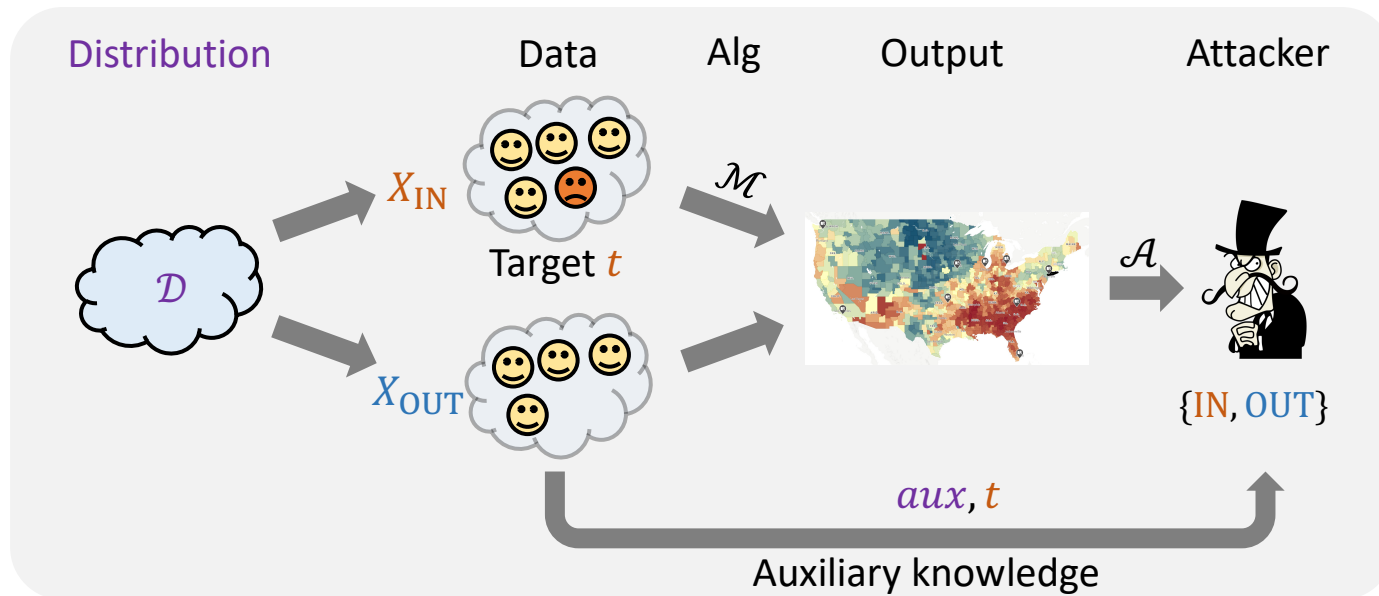 Distribution
Data
Alg
Output
Attacker
X_IN
ℳ
Target t
𝒟
𝒜
X_OUT
{IN, OUT}
aux, t
Auxiliary knowledge